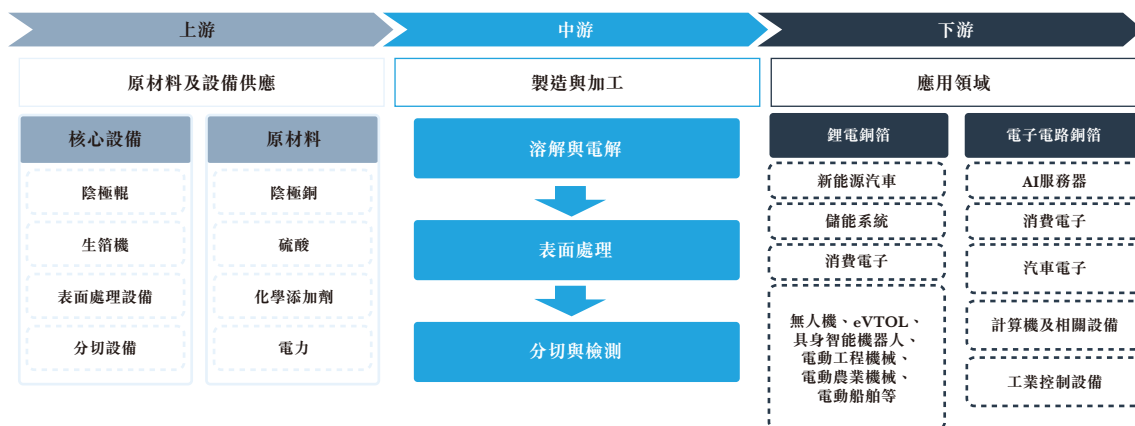 上游
中游
下游
原材料及設備供應
製造與加工
應用領域
核心設備
陰極輥
生箔機
表面處理設備
分切設備
原材料
陰極銅
硫酸
化學添加劑
電力
溶解與電解
表面處理
分切與檢測
鋰電銅箔
新能源汽車
儲能系統
消費電子
無人機、eVTOL、
具身智能機器人、
電動工程機械、
電動農業機械、
電動船舶等
電子電路銅箔
AI服務器
消費電子
汽車電子
計算機及相關設備
工業控制設備